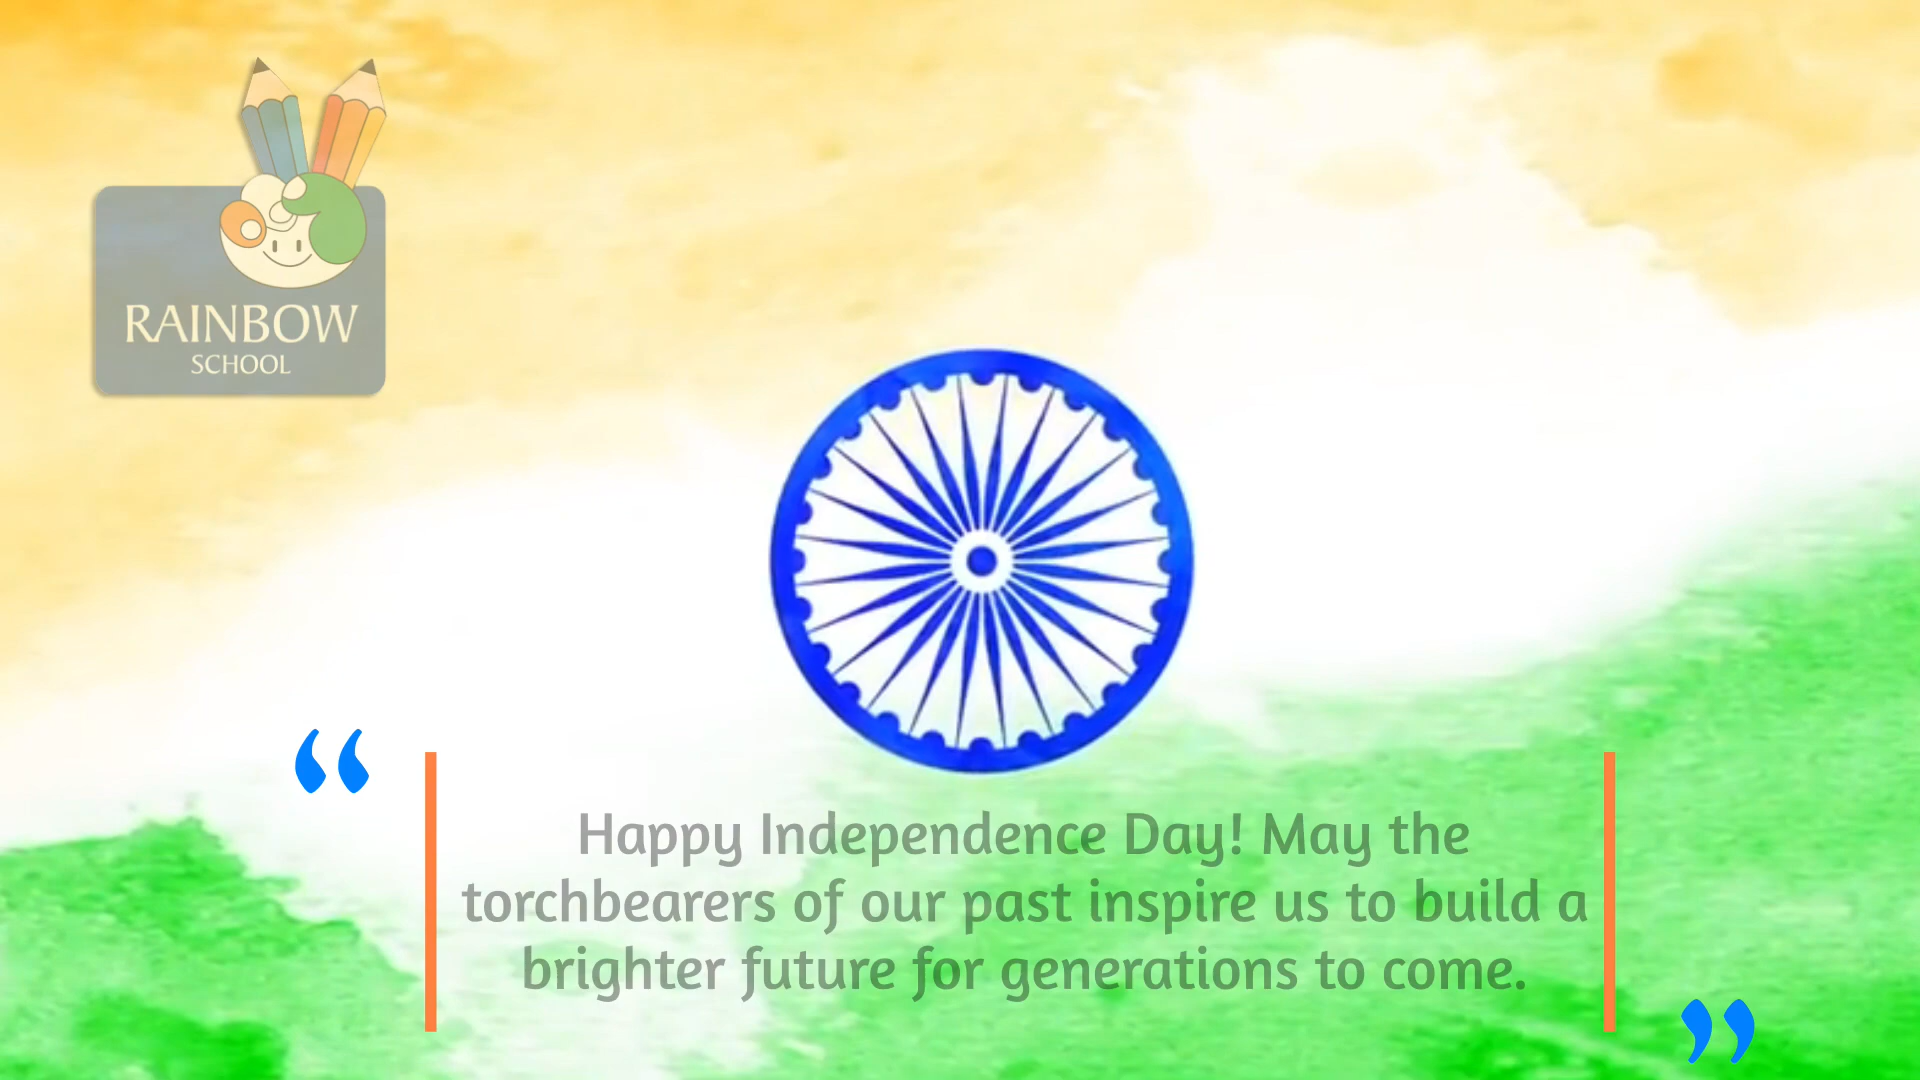 RAINBOW
SCHOOL
“
Happy Independence Day! May the
torchbearers of our past inspire us to build a
brighter future for generations to come.
”